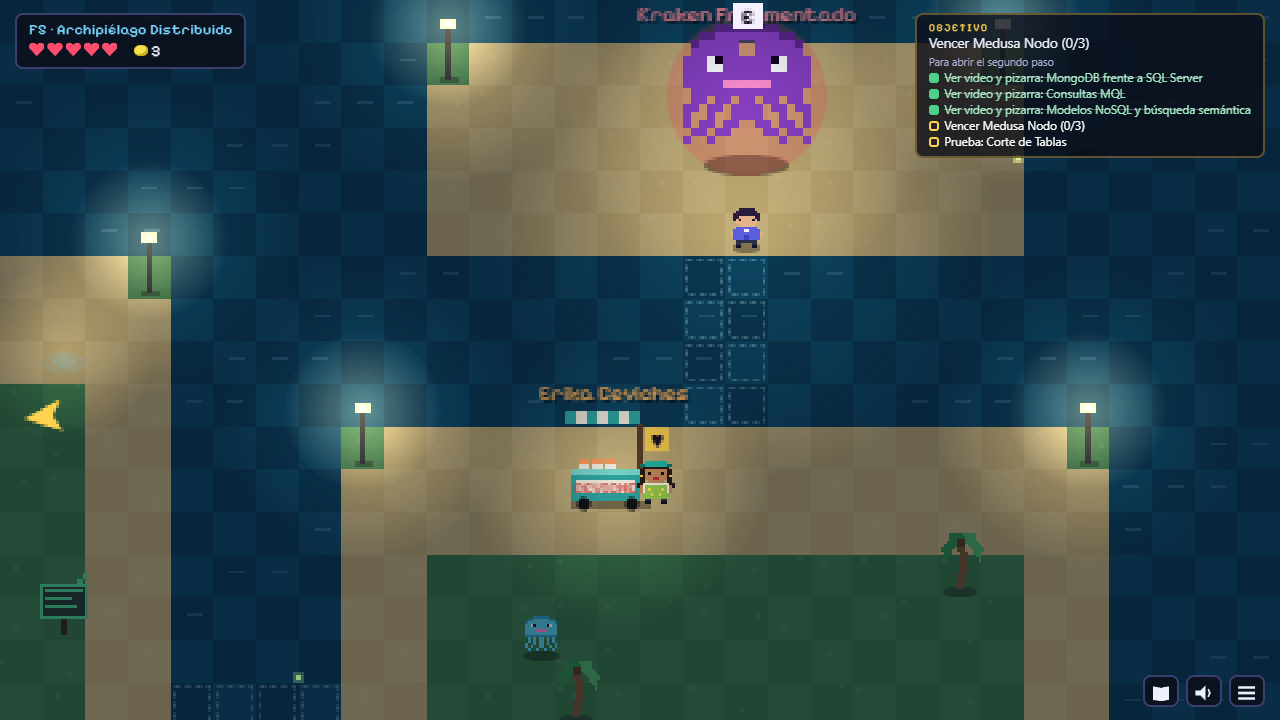 FS · Archipiélago Distribuido
3
Kraken Fragmentado
E
OBJETIVO
Vencer Medusa Nodo (0/3)
Para abrir el segundo paso
Ver video y pizarra: MongoDB frente a SQL Server
Ver video y pizarra: Consultas MQL
Ver video y pizarra: Modelos NoSQL y búsqueda semántica
Vencer Medusa Nodo (0/3)
Prueba: Corte de Tablas
Erika Ceviches